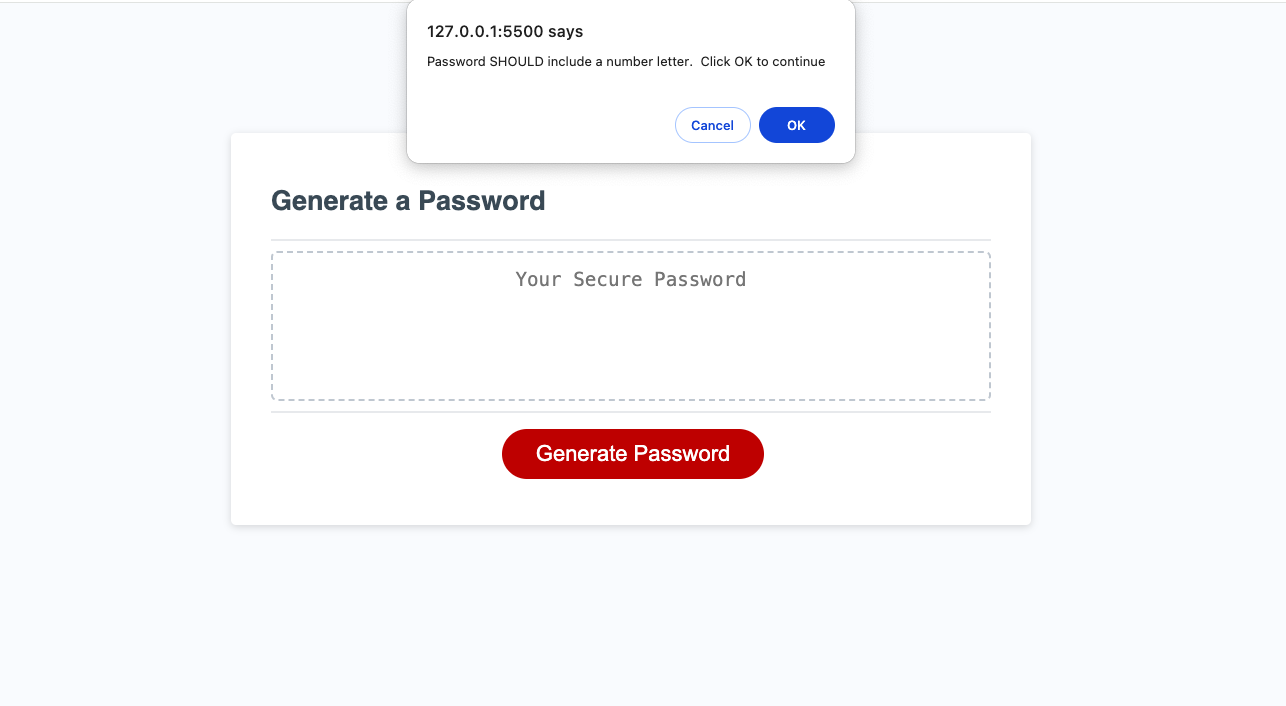 127.0.0.1:5500 says
Password SHOULD include a number letter.  Click OK to continue
Cancel
OK
Generate a Password
Your Secure Password
Generate Password